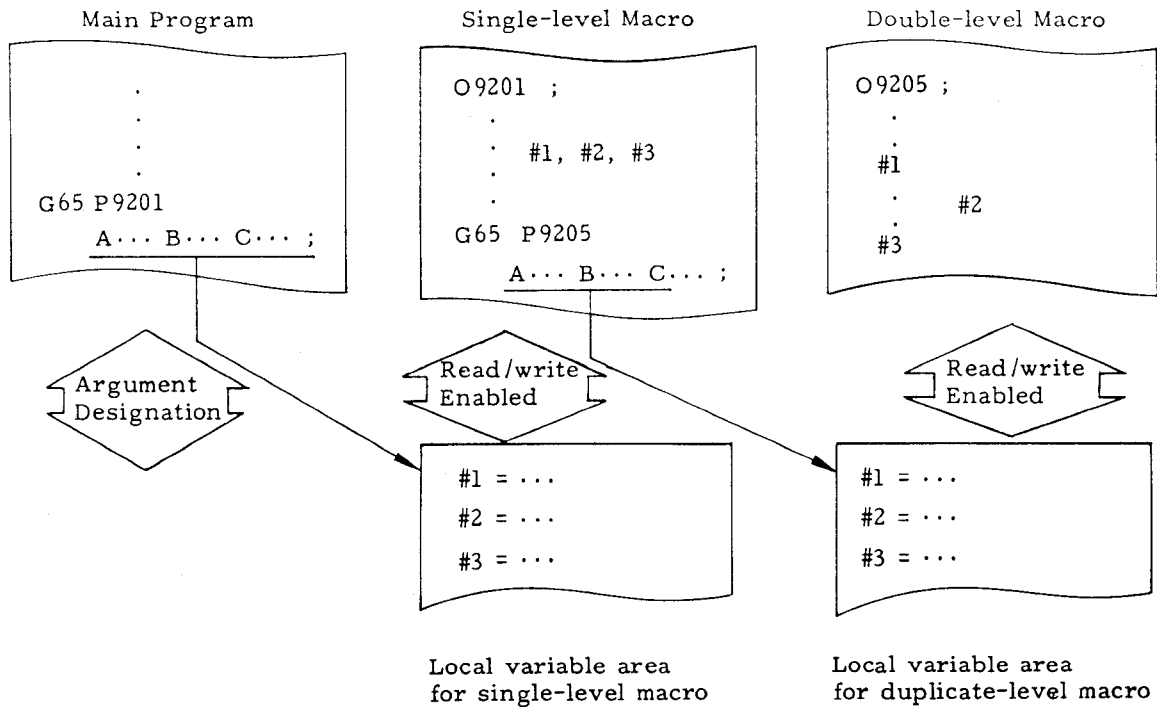 Main Program
.
.
.
.
G65 P9201
A··· B··· C··· ;
Argument
Designation
Single-level Macro
O9201 ;
.
. #1, #2, #3
.
.
G65 P9205
A··· B··· C··· ;
Read/write
Enabled
#1 = ···
#2 = ···
#3 = ···
Local variable area
for single-level macro
Double-level Macro
O9205 ;
.
.
#1
.
#2
.
#3
Read/write
Enabled
#1 = ···
#2 = ···
#3 = ···
Local variable area
for duplicate-level macro